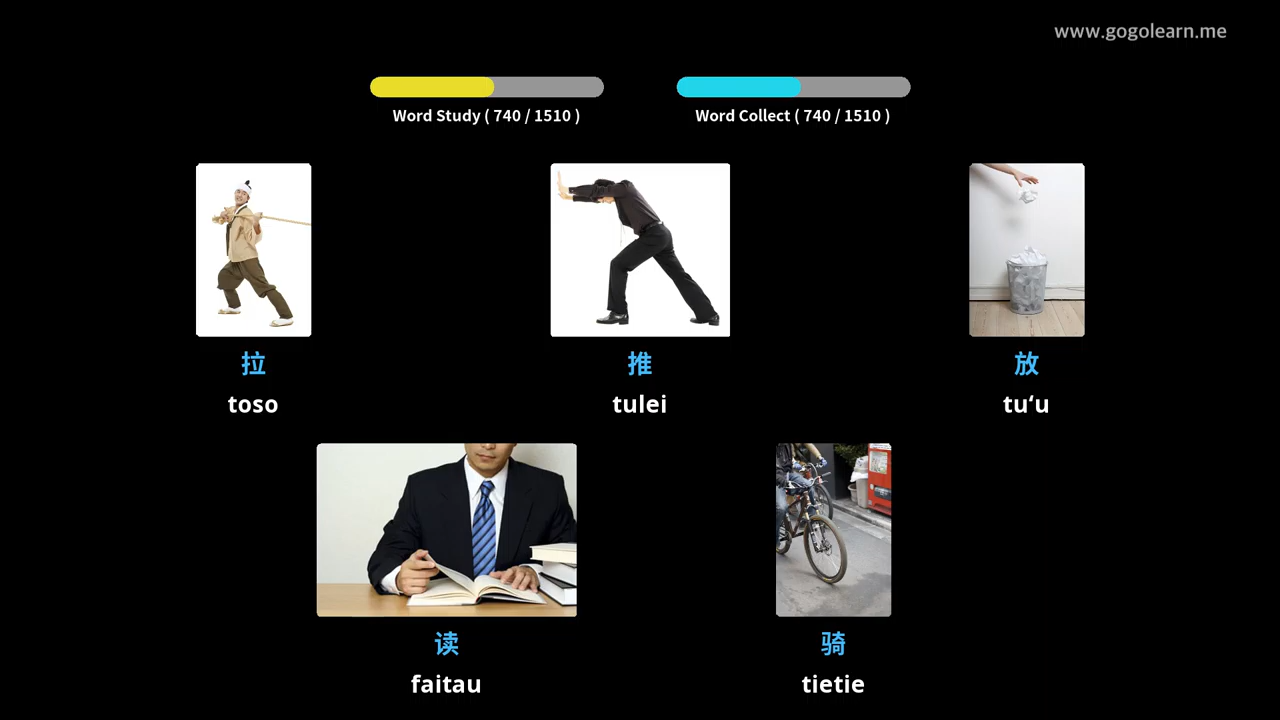 www.gogolearn.me
Word Study ( 740 / 1510 )
Word Collect ( 740 / 1510 )
拉
toso
推
tulei
放
tuʻu
读
faitau
骑
tietie